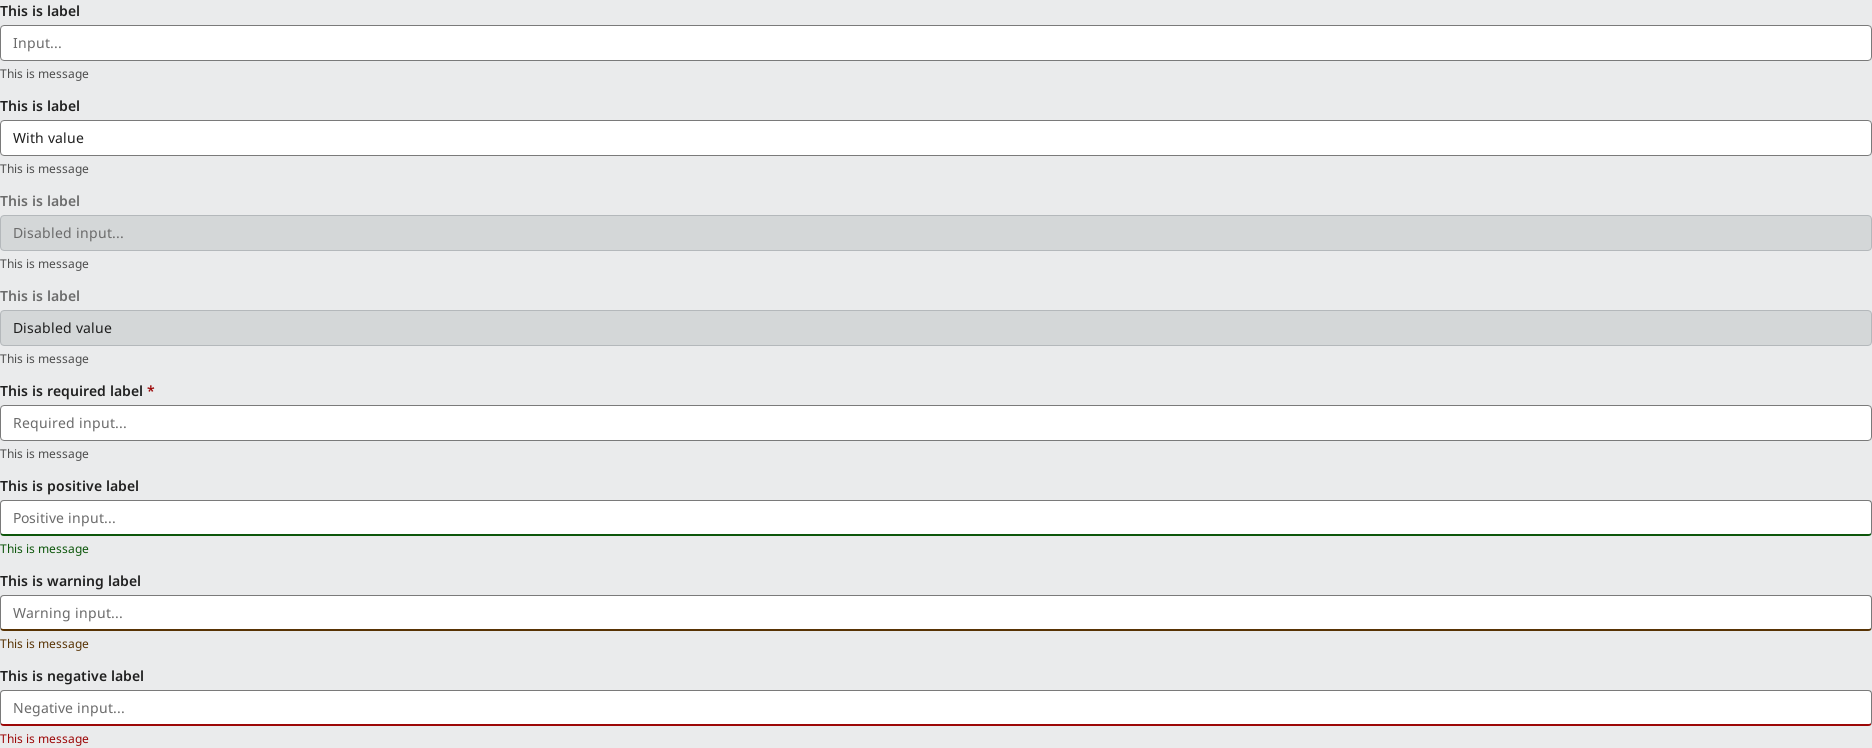 This is label
Input...
This is message
This is label
With value
This is message
This is label
Disabled input...
This is message
This is label
Disabled value
This is message
This is required label *
Required input...
This is message
This is positive label
Positive input...
This is message
This is warning label
Warning input...
This is message
This is negative label
Negative input...
This is message